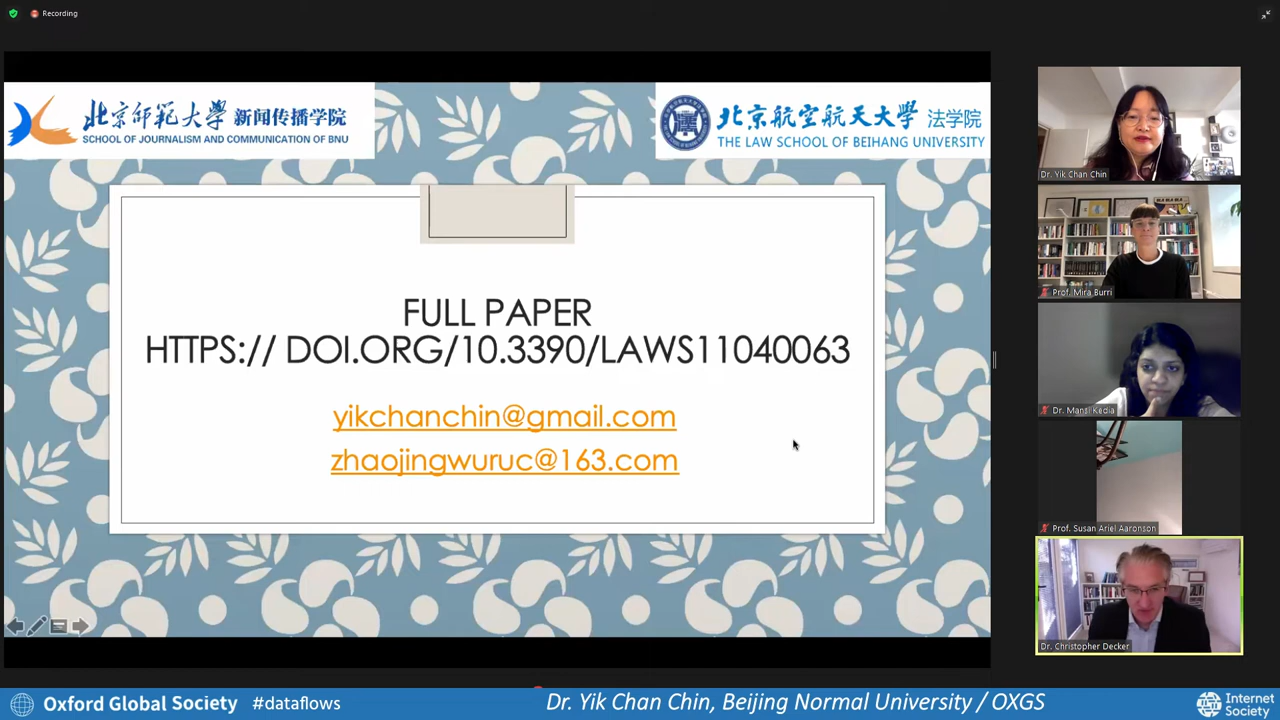 Recording
北京师范大学 新闻传播学院
SCHOOL OF JOURNALISM AND COMMUNICATION OF BNU
北京航空航天大学 法学院
THE LAW SCHOOL OF BEIHANG UNIVERSITY
FULL PAPER
HTTPS:// DOI.ORG/10.3390/LAWS11040063
yikchanchin@gmail.com
zhaojingwuruc@163.com
Dr. Yik Chan Chin
Prof. Mira Burri
Dr. Mansi Kedia
Prof. Susan Ariel Aaronson
Dr. Christopher Decker
Oxford Global Society
#dataflows
Dr. Yik Chan Chin, Beijing Normal University / OXGS
Internet
Society